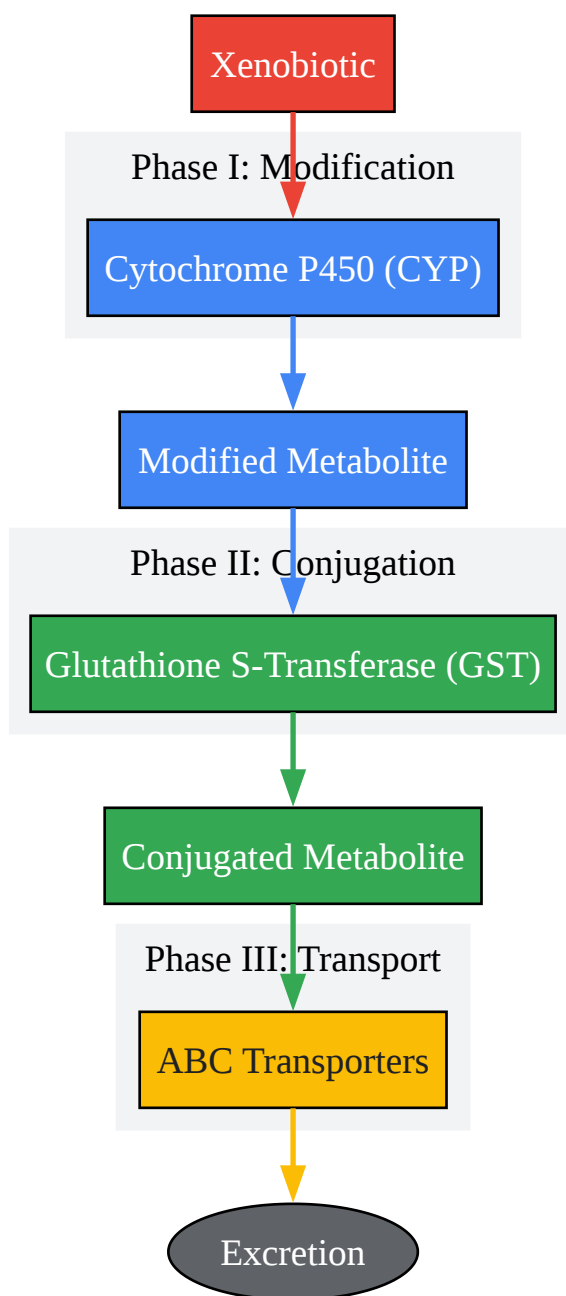 Xenobiotic
Phase I: Modification
Cytochrome P450 (CYP)
Modified Metabolite
Phase II: Conjugation
Glutathione S-Transferase (GST)
Conjugated Metabolite
Phase III: Transport
ABC Transporters
Excretion